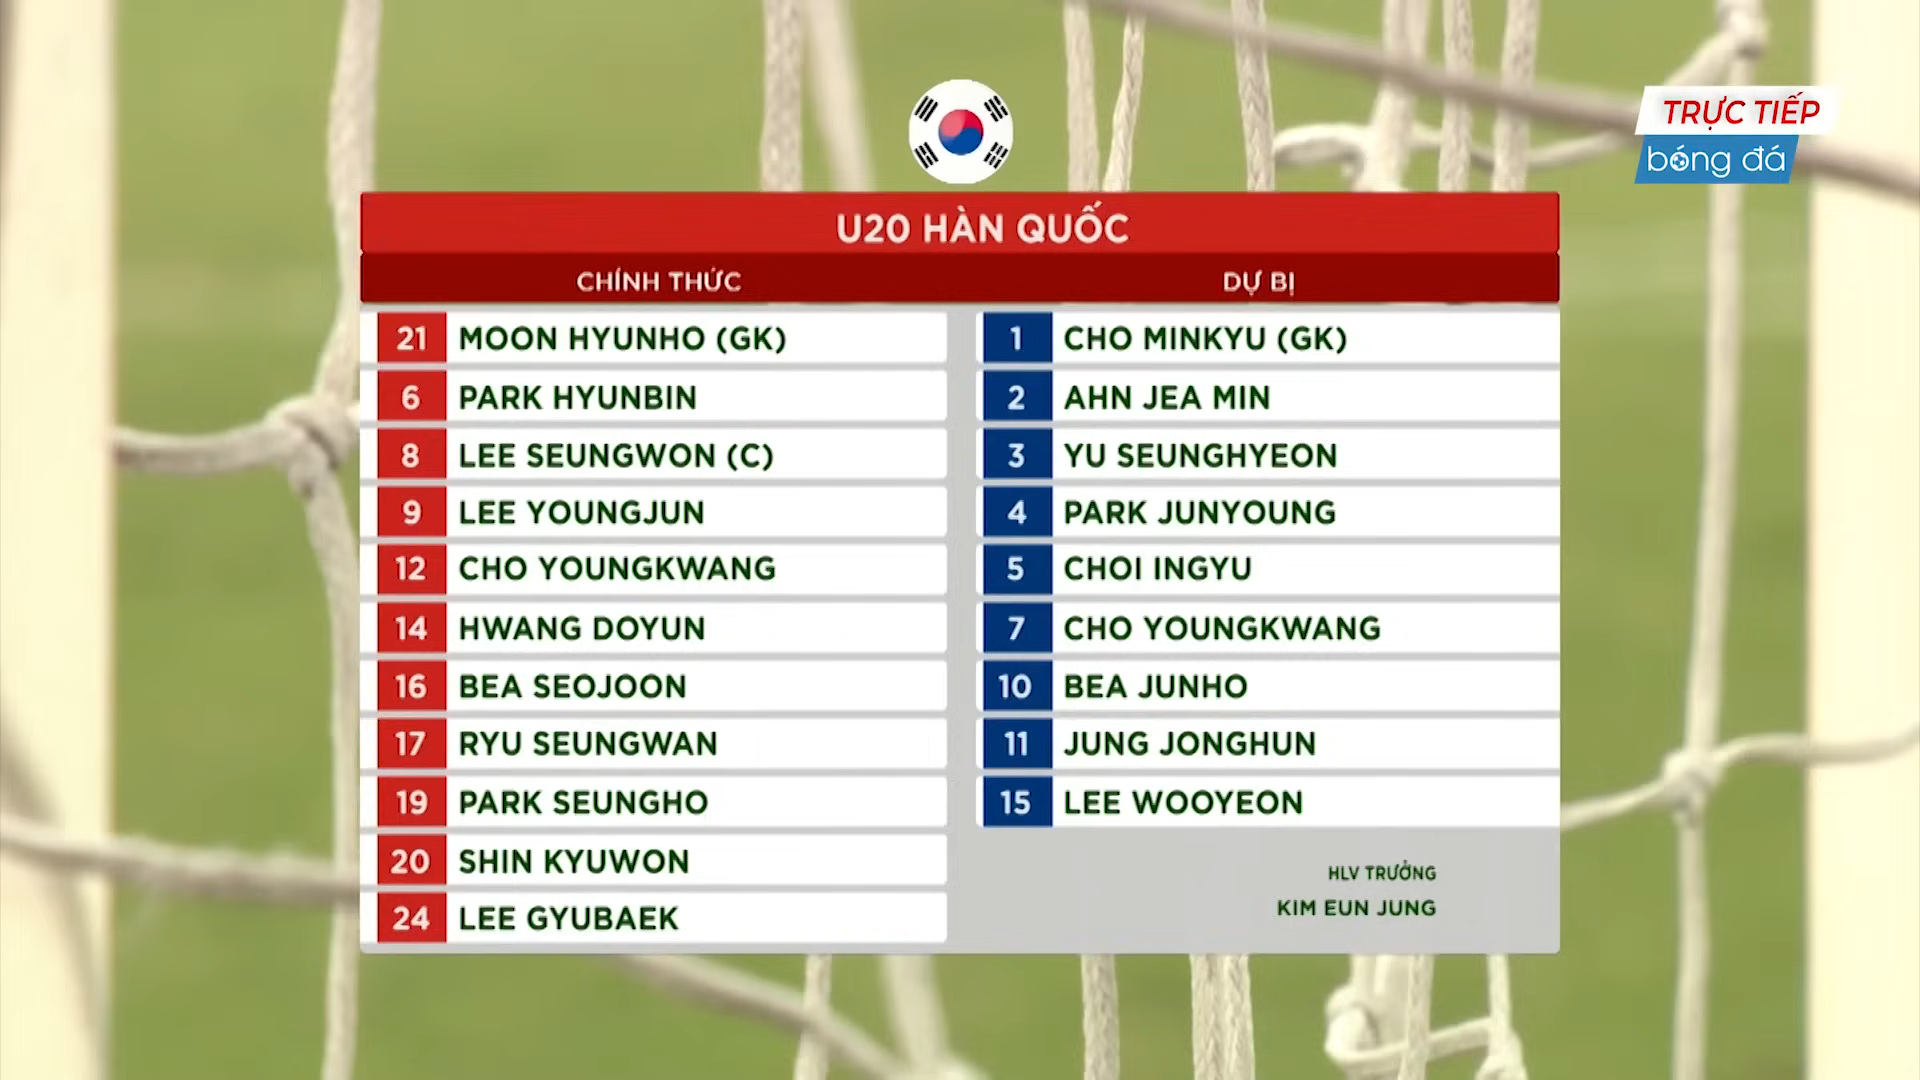 TRỰC TIẾP
bóng đá
U20 HÀN QUỐC
CHÍNH THỨC
21 MOON HYUNHO (GK)
6 PARK HYUNBIN
8 LEE SEUNGWON (C)
9 LEE YOUNGJUN
12 CHO YOUNGKWANG
14 HWANG DOYUN
16 BEA SEOJOON
17 RYU SEUNGWAN
19 PARK SEUNGHO
20 SHIN KYUWON
24 LEE GYUBAEK
DỰ BỊ
1 CHO MINKYU (GK)
2 AHN JEA MIN
3 YU SEUNGHYEON
4 PARK JUNYOUNG
5 CHOI INGYU
7 CHO YOUNGKWANG
10 BEA JUNHO
11 JUNG JONGHUN
15 LEE WOOYEON
HLV TRƯỞNG
KIM EUN JUNG